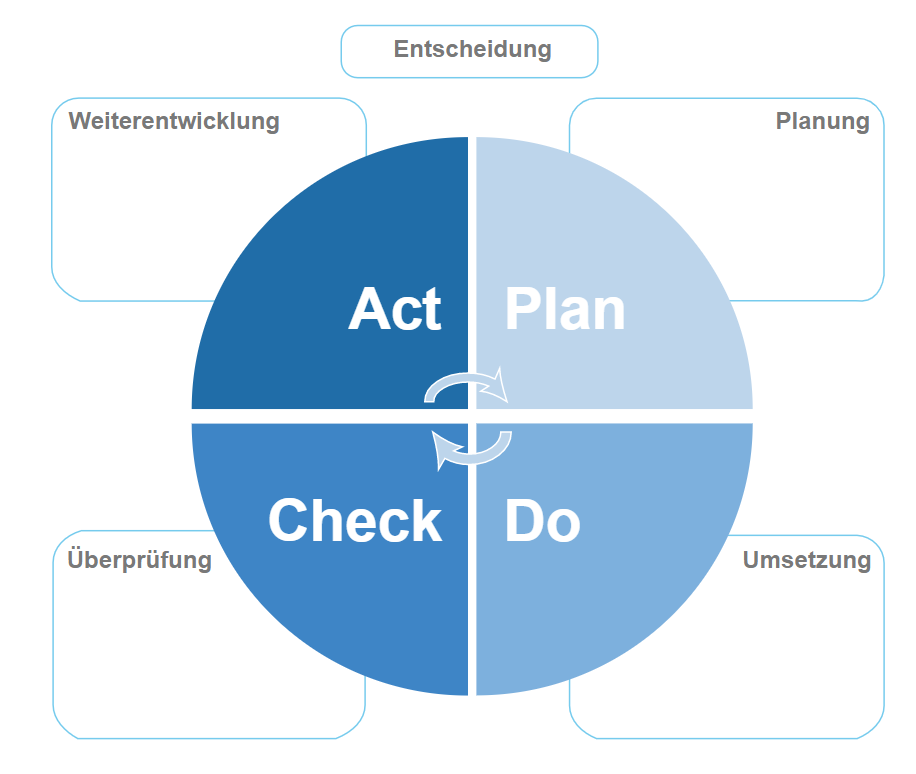 Entscheidung
Weiterentwicklung
Planung
Act
Plan
Check
Do
Überprüfung
Umsetzung